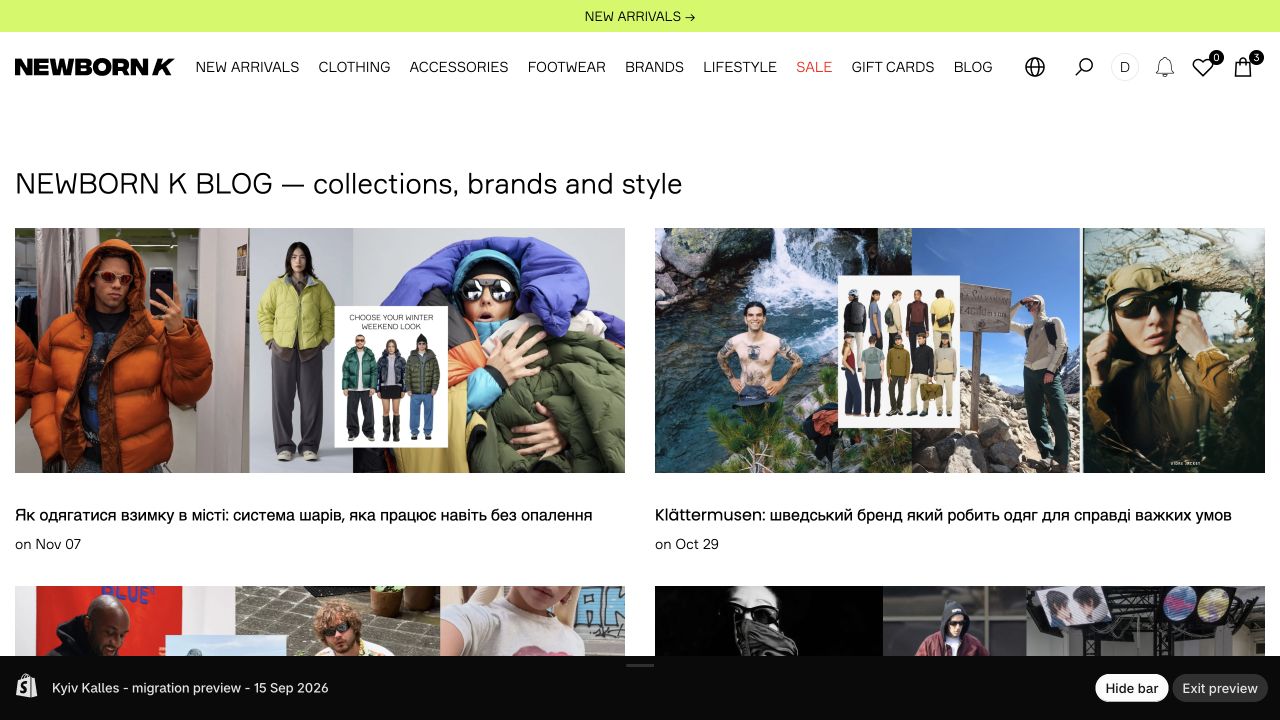 NEW ARRIVALS →
NEWBORN K
NEW ARRIVALS
CLOTHING
ACCESSORIES
FOOTWEAR
BRANDS
LIFESTYLE
SALE
GIFT CARDS
BLOG
D
0
3
NEWBORN K BLOG — collections, brands and style
CHOOSE YOUR WINTER
WEEKEND LOOK
Як одягатися взимку в місті: система шарів, яка працює навіть без опалення
on Nov 07
Klättermusen: шведський бренд який робить одяг для справді важких умов
on Oct 29
BLUE"
Kyiv Kalles - migration preview - 15 Sep 2026
Hide bar
Exit preview